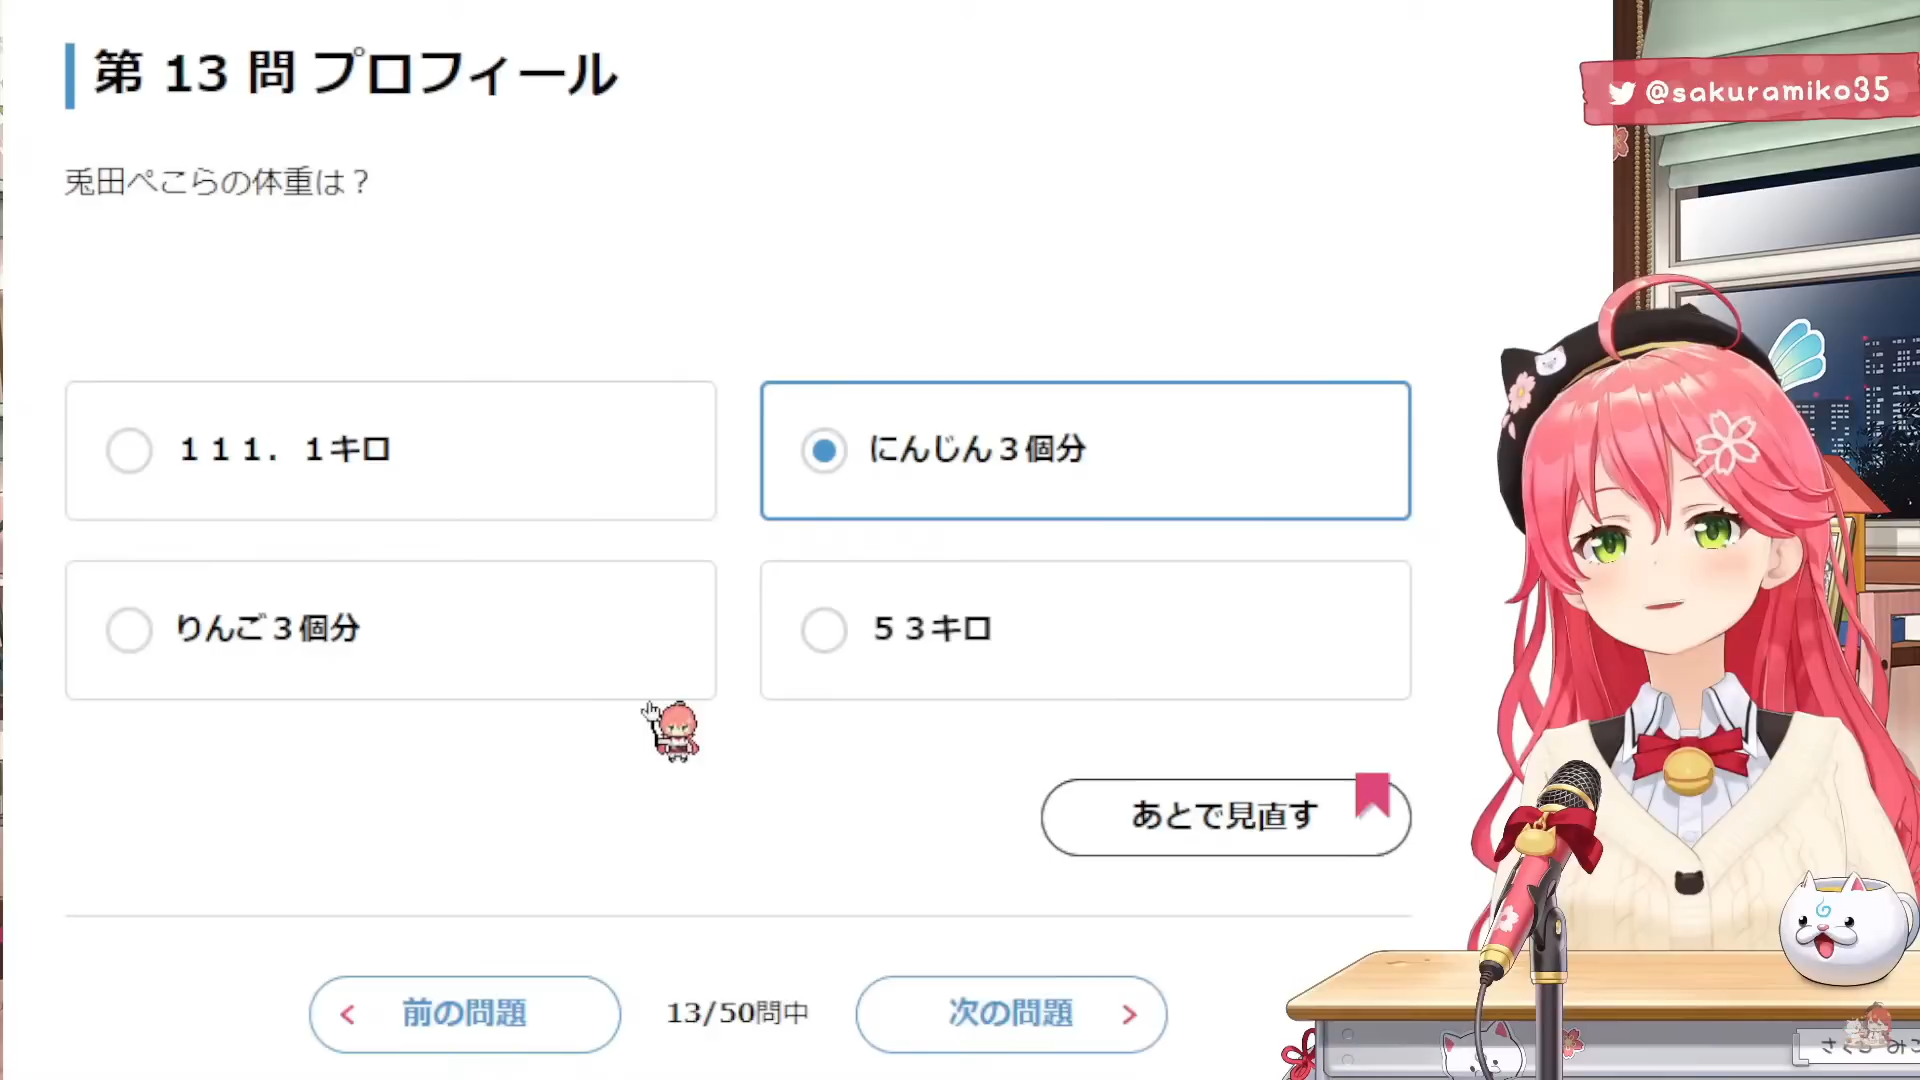 第 13 問 プロフィール
@sakuramiko35
兎田ぺこらの体重は？
１１１．１キロ
にんじん３個分
りんご３個分
５３キロ
あとで見直す
前の問題
13/50問中
次の問題